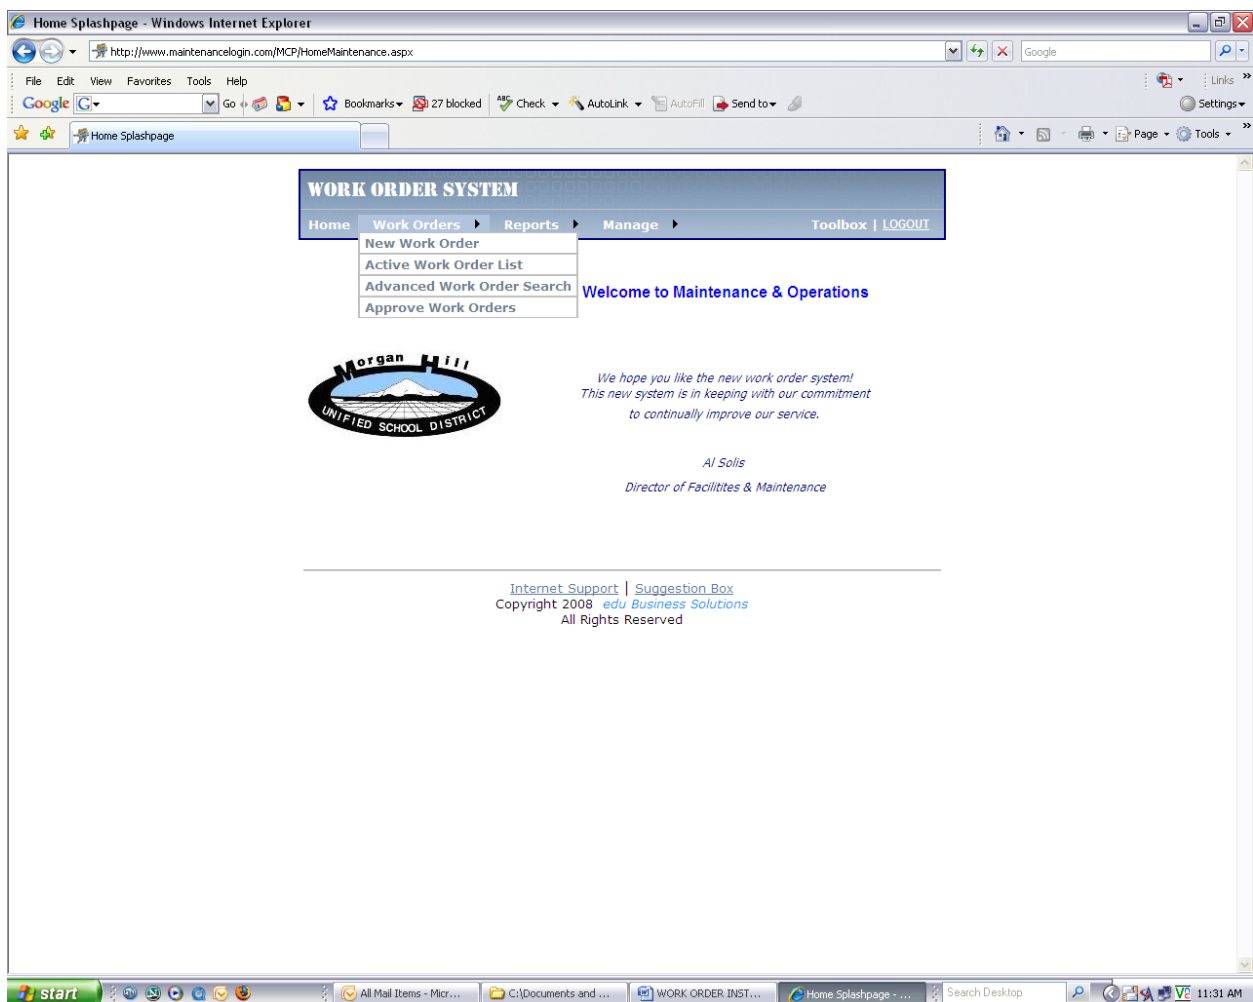 Home Splashpage - Windows Internet Explorer
http://www.maintenancelogin.com/MCP/HomeMaintenance.aspx
Google
File Edit View Favorites Tools Help
Links »
Google G Go Bookmarks 27 blocked ABC Check AutoLink AutoFill Send to Settings
Home Splashpage
Page Tools »
WORK ORDER SYSTEM
Home Work Orders Reports Manage Toolbox | LOGOUT
New Work Order
Active Work Order List
Advanced Work Order Search
Approve Work Orders
Welcome to Maintenance & Operations
Morgan Hill
UNIFIED SCHOOL DISTRICT
We hope you like the new work order system!
This new system is in keeping with our commitment
to continually improve our service.
Al Solis
Director of Facilitites & Maintenance
Internet Support | Suggestion Box
Copyright 2008 edu Business Solutions
All Rights Reserved
start All Mail Items - Micr... C:\Documents and ... WORK ORDER INST... Home Splashpage - ... Search Desktop 11:31 AM